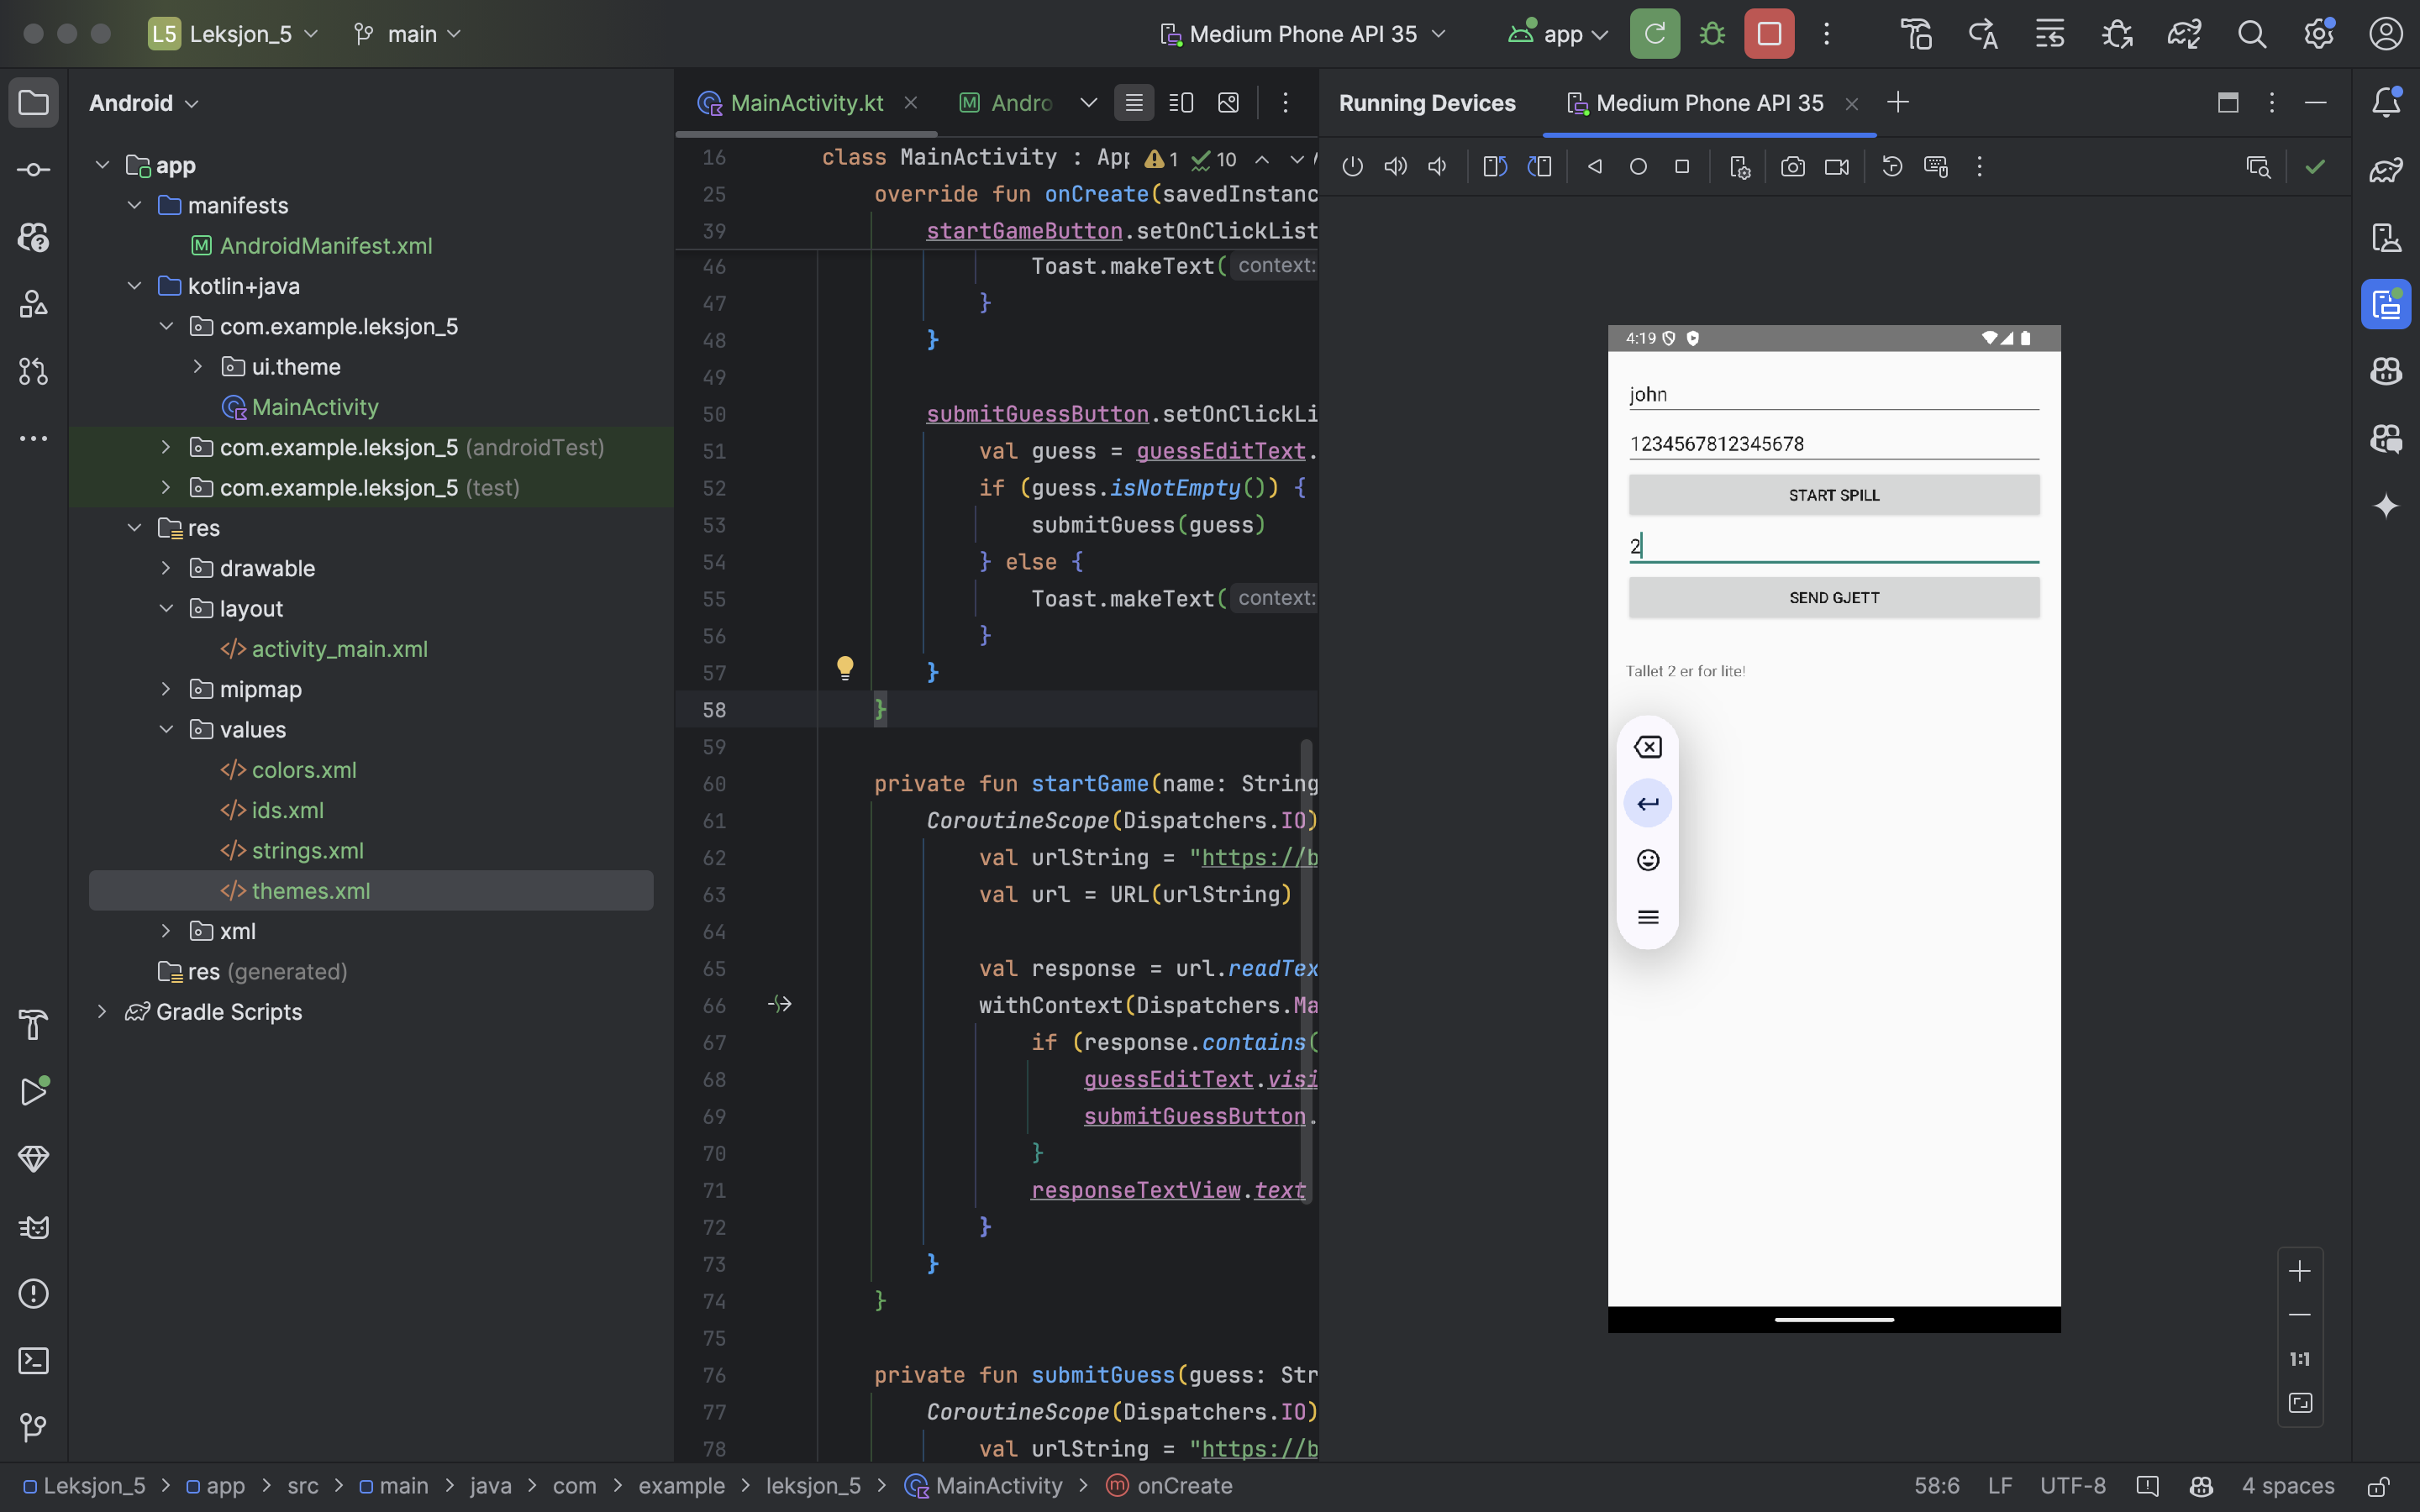 L5 Leksjon_5 main Medium Phone API 35 app
Android
app
manifests
AndroidManifest.xml
kotlin+java
com.example.leksjon_5
ui.theme
MainActivity
com.example.leksjon_5 (androidTest)
com.example.leksjon_5 (test)
res
drawable
layout
activity_main.xml
mipmap
values
colors.xml
ids.xml
strings.xml
themes.xml
xml
res (generated)
Gradle Scripts
MainActivity.kt Andro
16 class MainActivity : App 1 10
25 override fun onCreate(savedInstanc
39 startGameButton.setOnClickList
46 Toast.makeText( context:
47 }
48 }
49
50 submitGuessButton.setOnClickLi
51 val guess = guessEditText.
52 if (guess.isNotEmpty()) {
53 submitGuess(guess)
54 } else {
55 Toast.makeText( context:
56 }
57 }
58 }
59
60 private fun startGame(name: String
61 CoroutineScope(Dispatchers.IO)
62 val urlString = "https://b
63 val url = URL(urlString)
64
65 val response = url.readTex
66 withContext(Dispatchers.Ma
67 if (response.contains(
68 guessEditText.visi
69 submitGuessButton.
70 }
71 responseTextView.text
72 }
73 }
74 }
75
76 private fun submitGuess(guess: Str
77 CoroutineScope(Dispatchers.IO)
78 val urlString = "https://b
Running Devices Medium Phone API 35
4:19
john
1234567812345678
START SPILL
2
SEND GJETT
Tallet 2 er for lite!
1:1
Leksjon_5 > app > src > main > java > com > example > leksjon_5 > MainActivity > onCreate
58:6 LF UTF-8 4 spaces